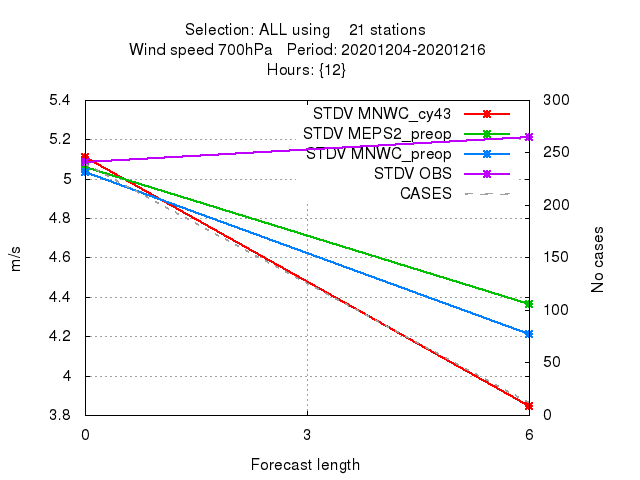 Selection: ALL using    21 stations
Wind speed 700hPa   Period: 20201204-20201216
Hours: {12}
5.4
5.2
5
4.8
4.6
4.4
4.2
4
3.8
m/s
STDV MNWC_cy43
STDV MEPS2_preop
STDV MNWC_preop
STDV OBS
CASES
300
250
200
150
100
50
0
No cases
0
3
6
Forecast length